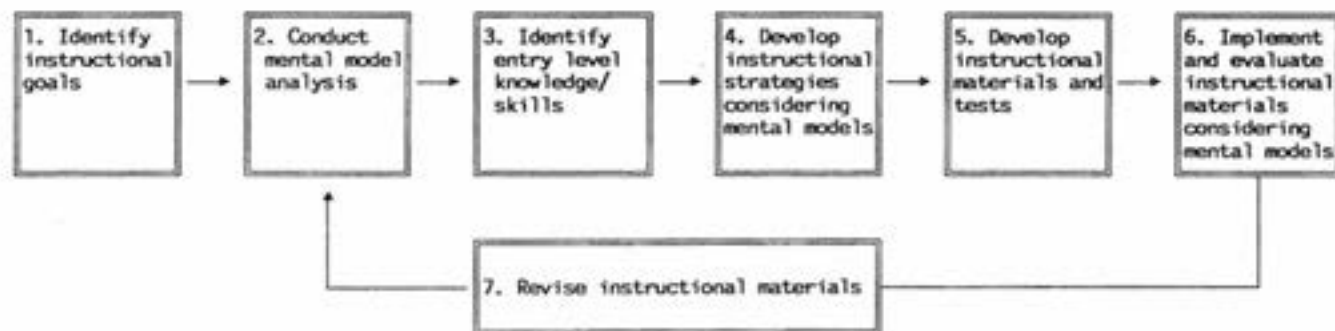 1. Identify
instructional
goals
2. Conduct
mental model
analysis
3. Identify
entry level
knowledge/
skills
4. Develop
instructional
strategies
considering
mental models
5. Develop
instructional
materials and
tests
6. Implement
and evaluate
instructional
materials
considering
mental models
7. Revise instructional materials